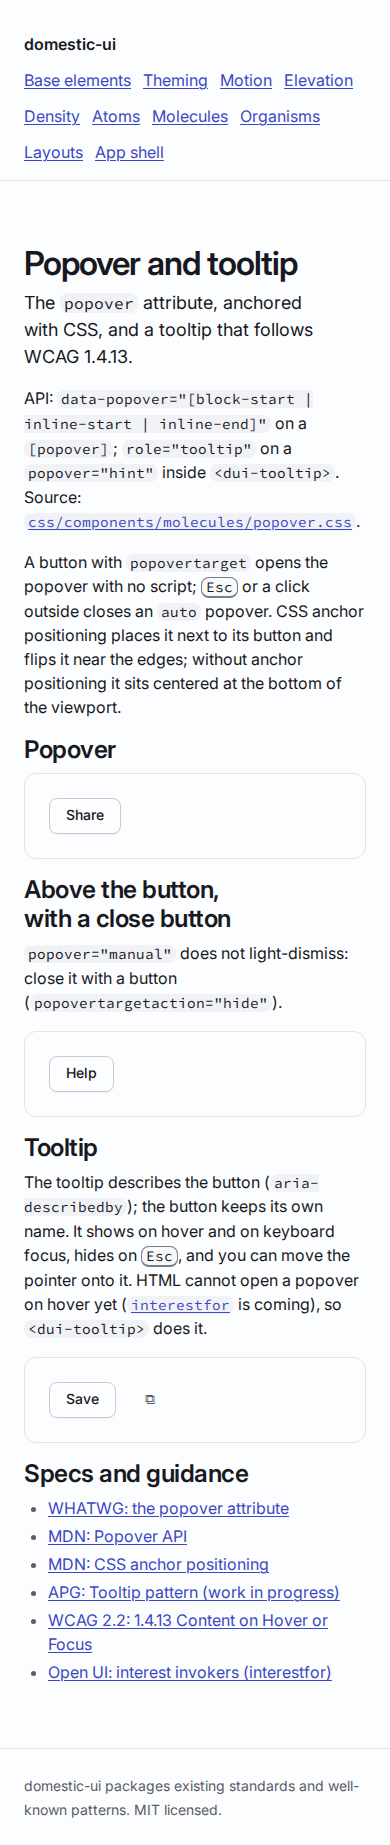 domestic-ui
Base elements Theming Motion Elevation
Density Atoms Molecules Organisms
Layouts App shell
Popover and tooltip
The popover attribute, anchored
with CSS, and a tooltip that follows
WCAG 1.4.13.
API: data-popover="[block-start |
inline-start | inline-end]" on a
[popover]; role="tooltip" on a
popover="hint" inside <dui-tooltip>.
Source:
css/components/molecules/popover.css.
A button with popovertarget opens the
popover with no script; Esc or a click
outside closes an auto popover. CSS anchor
positioning places it next to its button and
flips it near the edges; without anchor
positioning it sits centered at the bottom of
the viewport.
Popover
Share
Above the button,
with a close button
popover="manual" does not light-dismiss:
close it with a button
(popovertargetaction="hide").
Help
Tooltip
The tooltip describes the button (aria-
describedby); the button keeps its own
name. It shows on hover and on keyboard
focus, hides on Esc, and you can move the
pointer onto it. HTML cannot open a popover
on hover yet (interestfor is coming), so
<dui-tooltip> does it.
Save ⧉
Specs and guidance
• WHATWG: the popover attribute
• MDN: Popover API
• MDN: CSS anchor positioning
• APG: Tooltip pattern (work in progress)
• WCAG 2.2: 1.4.13 Content on Hover or
Focus
• Open UI: interest invokers (interestfor)
domestic-ui packages existing standards and well-
known patterns. MIT licensed.